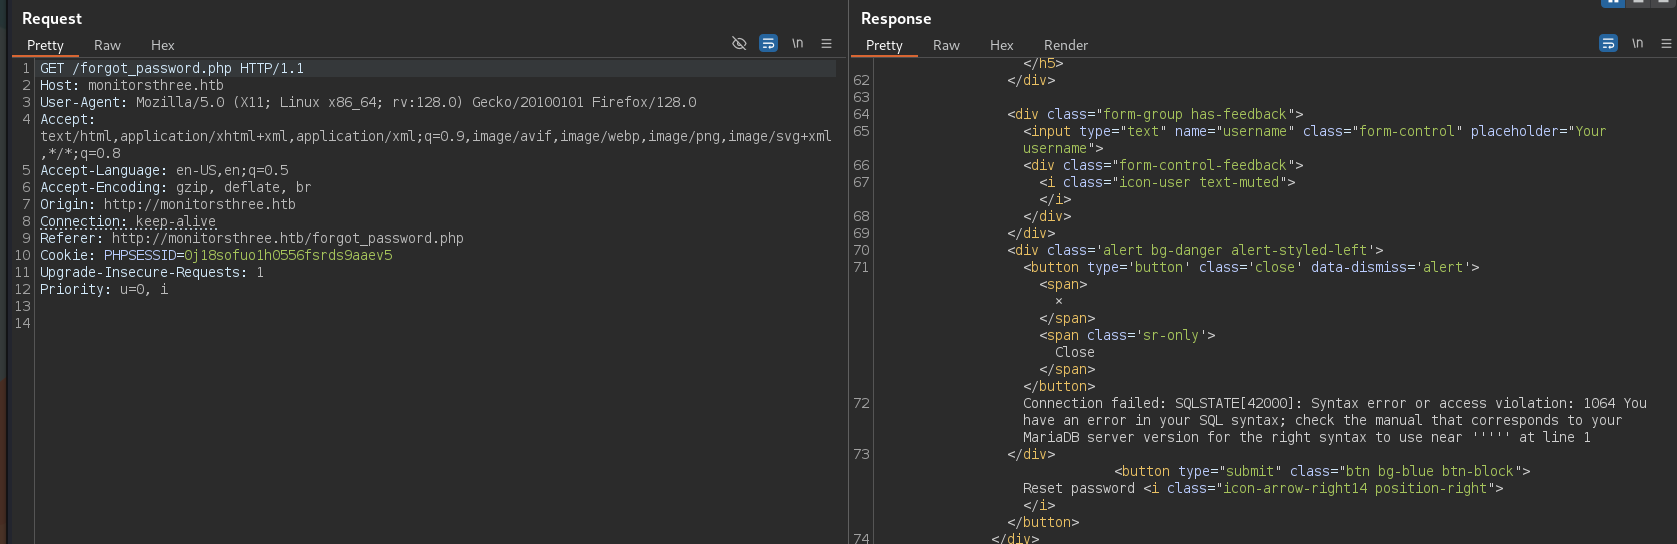 Request
Pretty Raw Hex
\n
1 GET /forgot_password.php HTTP/1.1
2 Host: monitorsthree.htb
3 User-Agent: Mozilla/5.0 (X11; Linux x86_64; rv:128.0) Gecko/20100101 Firefox/128.0
4 Accept:
text/html,application/xhtml+xml,application/xml;q=0.9,image/avif,image/webp,image/png,image/svg+xml
,*/*;q=0.8
5 Accept-Language: en-US,en;q=0.5
6 Accept-Encoding: gzip, deflate, br
7 Origin: http://monitorsthree.htb
8 Connection: keep-alive
9 Referer: http://monitorsthree.htb/forgot_password.php
10 Cookie: PHPSESSID=0j18sofuo1h0556fsrds9aaev5
11 Upgrade-Insecure-Requests: 1
12 Priority: u=0, i
13
14
Response
Pretty Raw Hex Render
\n
</h5>
62 </div>
63
64 <div class="form-group has-feedback">
65 <input type="text" name="username" class="form-control" placeholder="Your
username">
66 <div class="form-control-feedback">
67 <i class="icon-user text-muted">
</i>
68 </div>
69 </div>
70 <div class='alert bg-danger alert-styled-left'>
71 <button type='button' class='close' data-dismiss='alert'>
<span>
×
</span>
<span class='sr-only'>
Close
</span>
</button>
72 Connection failed: SQLSTATE[42000]: Syntax error or access violation: 1064 You
have an error in your SQL syntax; check the manual that corresponds to your
MariaDB server version for the right syntax to use near ''''' at line 1
73 </div>
<button type="submit" class="btn bg-blue btn-block">
Reset password <i class="icon-arrow-right14 position-right">
</i>
</button>
74 </div>